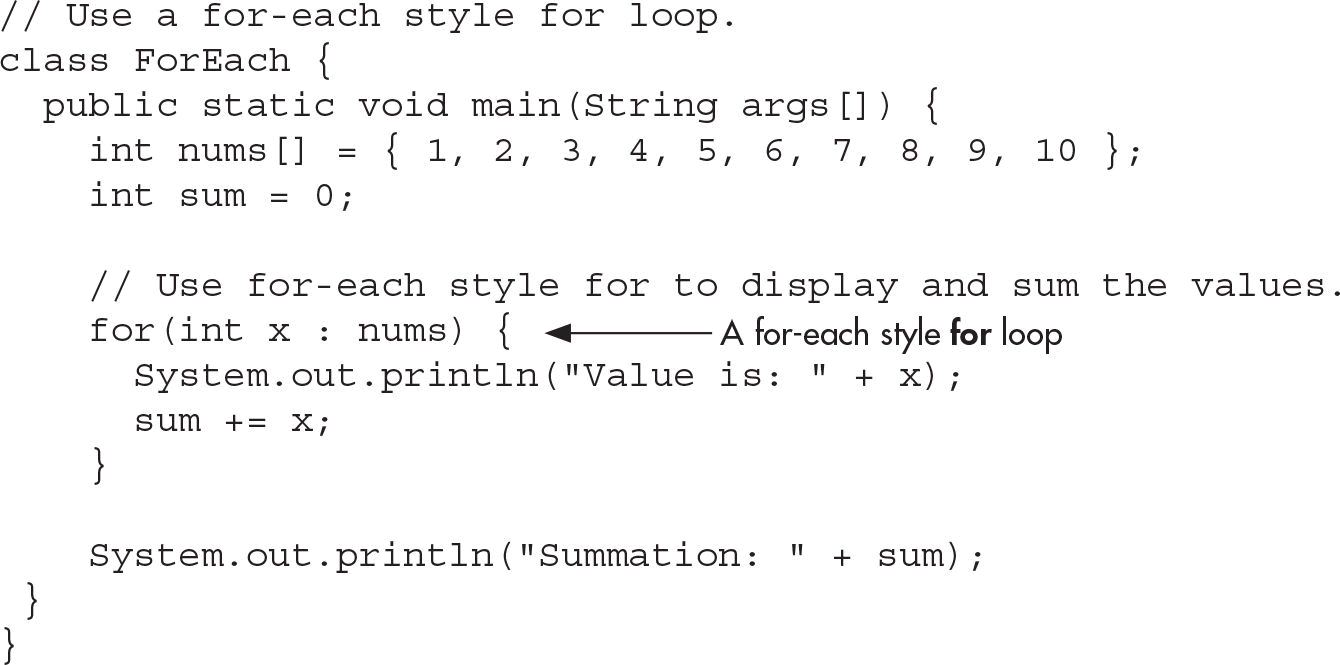 // Use a for-each style for loop.
class ForEach {
  public static void main(String args[]) {
    int nums[] = { 1, 2, 3, 4, 5, 6, 7, 8, 9, 10 };
    int sum = 0;

    // Use for-each style for to display and sum the values.
    for(int x : nums) { A for-each style for loop
      System.out.println("Value is: " + x);
      sum += x;
    }

    System.out.println("Summation: " + sum);
 }
}